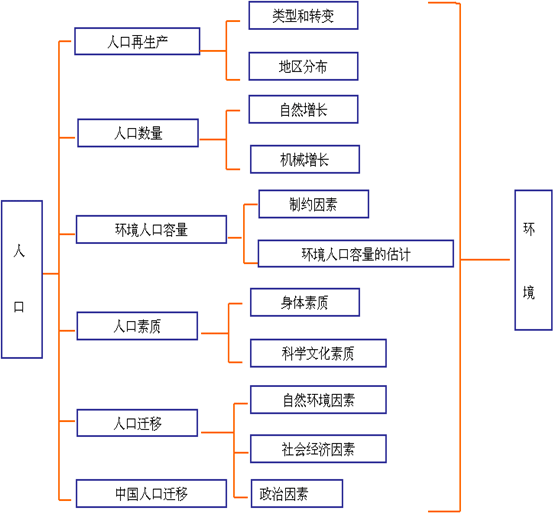 人口
人口再生产
类型和转变
地区分布
人口数量
自然增长
机械增长
环境人口容量
制约因素
环境人口容量的估计
人口素质
身体素质
科学文化素质
人口迁移
自然环境因素
社会经济因素
政治因素
中国人口迁移
环境